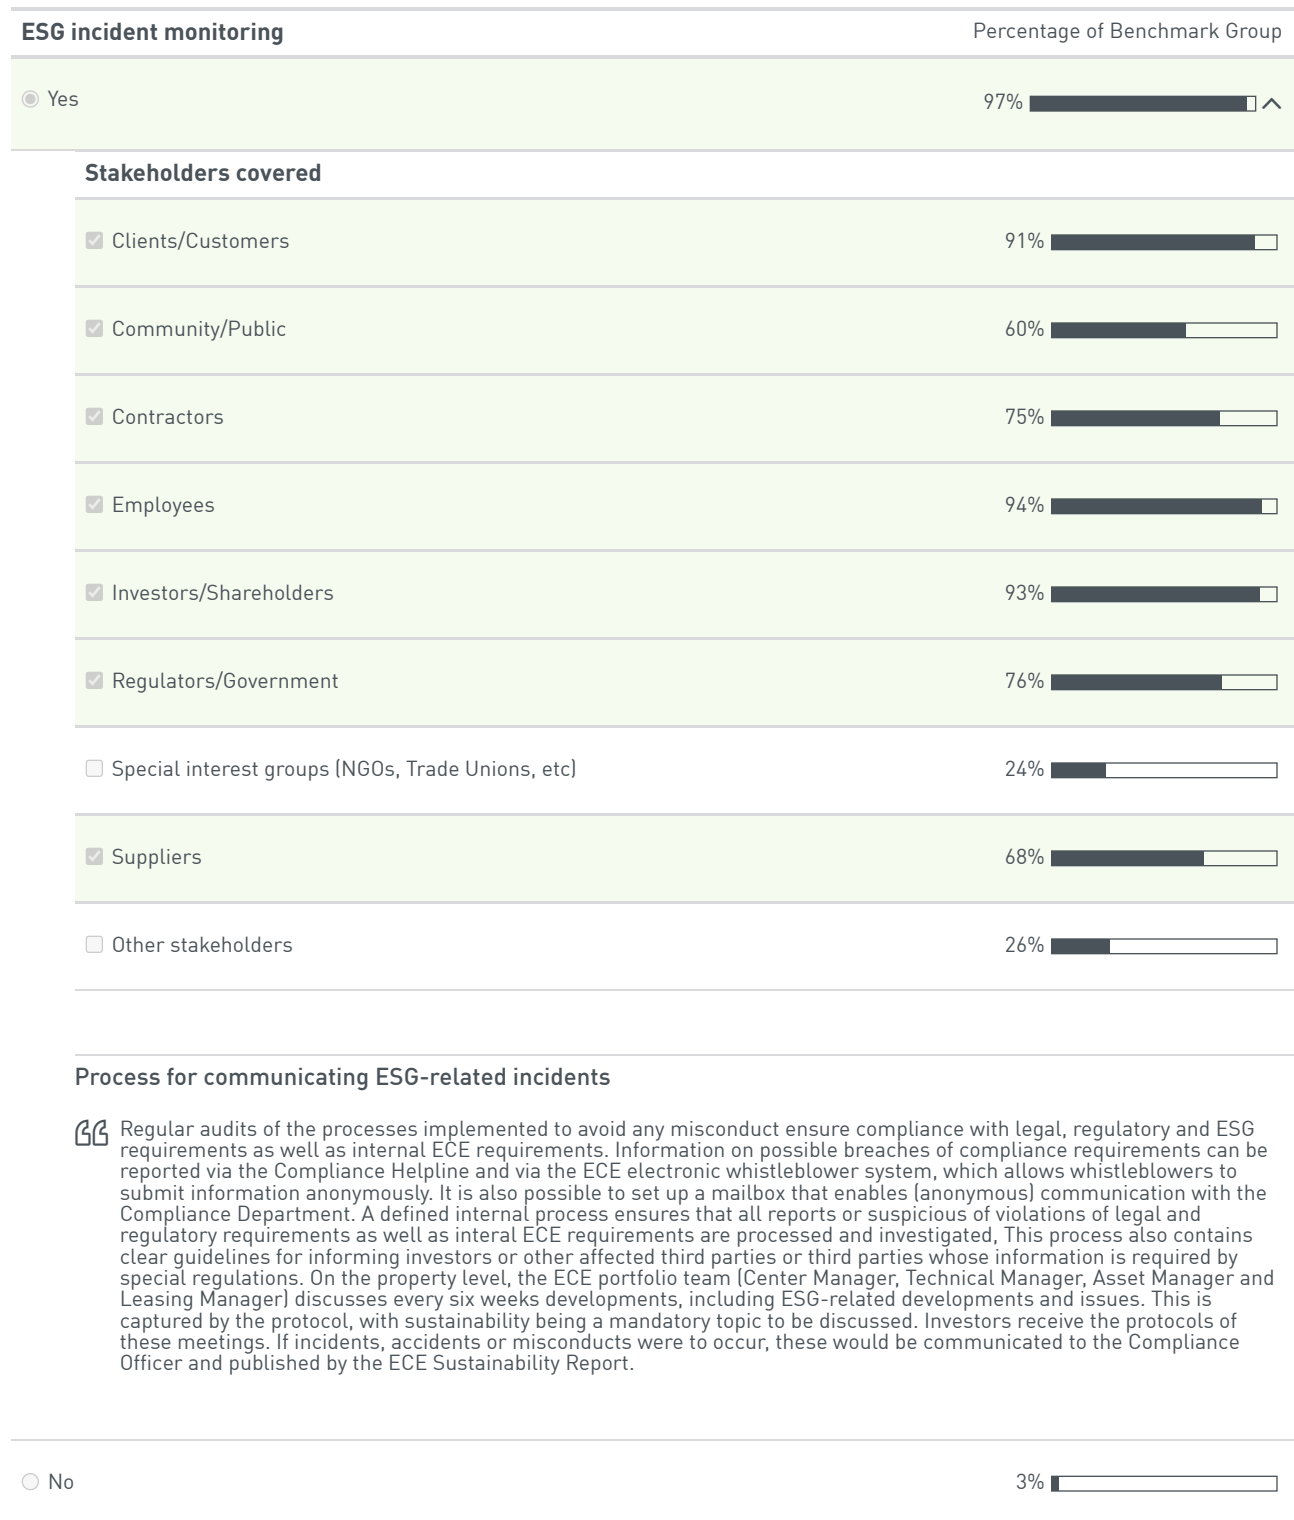 ESG incident monitoring Percentage of Benchmark Group
Yes 97%
Stakeholders covered
Clients/Customers 91%
Community/Public 60%
Contractors 75%
Employees 94%
Investors/Shareholders 93%
Regulators/Government 76%
Special interest groups (NGOs, Trade Unions, etc) 24%
Suppliers 68%
Other stakeholders 26%
Process for communicating ESG-related incidents
Regular audits of the processes implemented to avoid any misconduct ensure compliance with legal, regulatory and ESG
requirements as well as internal ECE requirements. Information on possible breaches of compliance requirements can be
reported via the Compliance Helpline and via the ECE electronic whistleblower system, which allows whistleblowers to
submit information anonymously. It is also possible to set up a mailbox that enables (anonymous) communication with the
Compliance Department. A defined internal process ensures that all reports or suspicious of violations of legal and
regulatory requirements as well as interal ECE requirements are processed and investigated, This process also contains
clear guidelines for informing investors or other affected third parties or third parties whose information is required by
special regulations. On the property level, the ECE portfolio team (Center Manager, Technical Manager, Asset Manager and
Leasing Manager) discusses every six weeks developments, including ESG-related developments and issues. This is
captured by the protocol, with sustainability being a mandatory topic to be discussed. Investors receive the protocols of
these meetings. If incidents, accidents or misconducts were to occur, these would be communicated to the Compliance
Officer and published by the ECE Sustainability Report.
No 3%